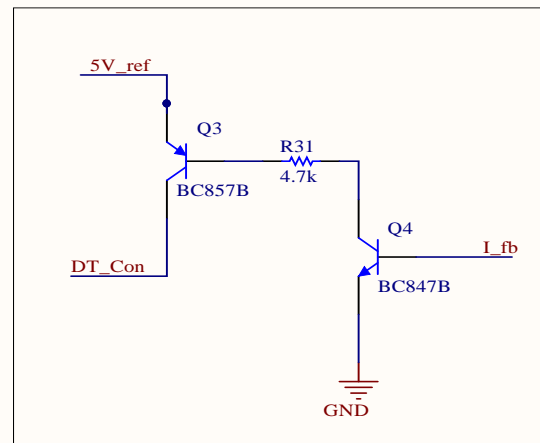 5V_ref
Q3
R31
BC857B
4.7k
Q4
I_fb
DT_Con
BC847B
GND